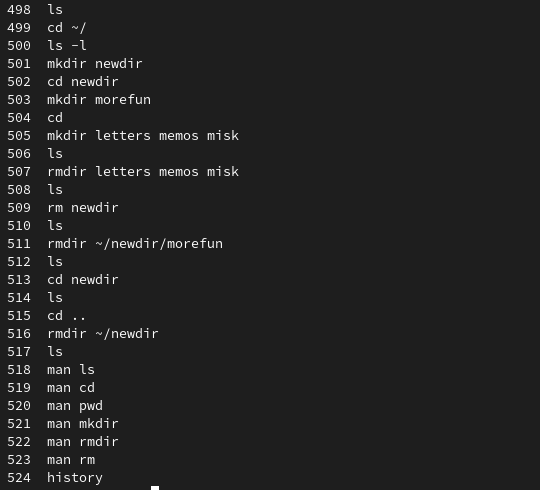 498 ls
499 cd ~/
500 ls -l
501 mkdir newdir
502 cd newdir
503 mkdir morefun
504 cd
505 mkdir letters memos misk
506 ls
507 rmdir letters memos misk
508 ls
509 rm newdir
510 ls
511 rmdir ~/newdir/morefun
512 ls
513 cd newdir
514 ls
515 cd ..
516 rmdir ~/newdir
517 ls
518 man ls
519 man cd
520 man pwd
521 man mkdir
522 man rmdir
523 man rm
524 history